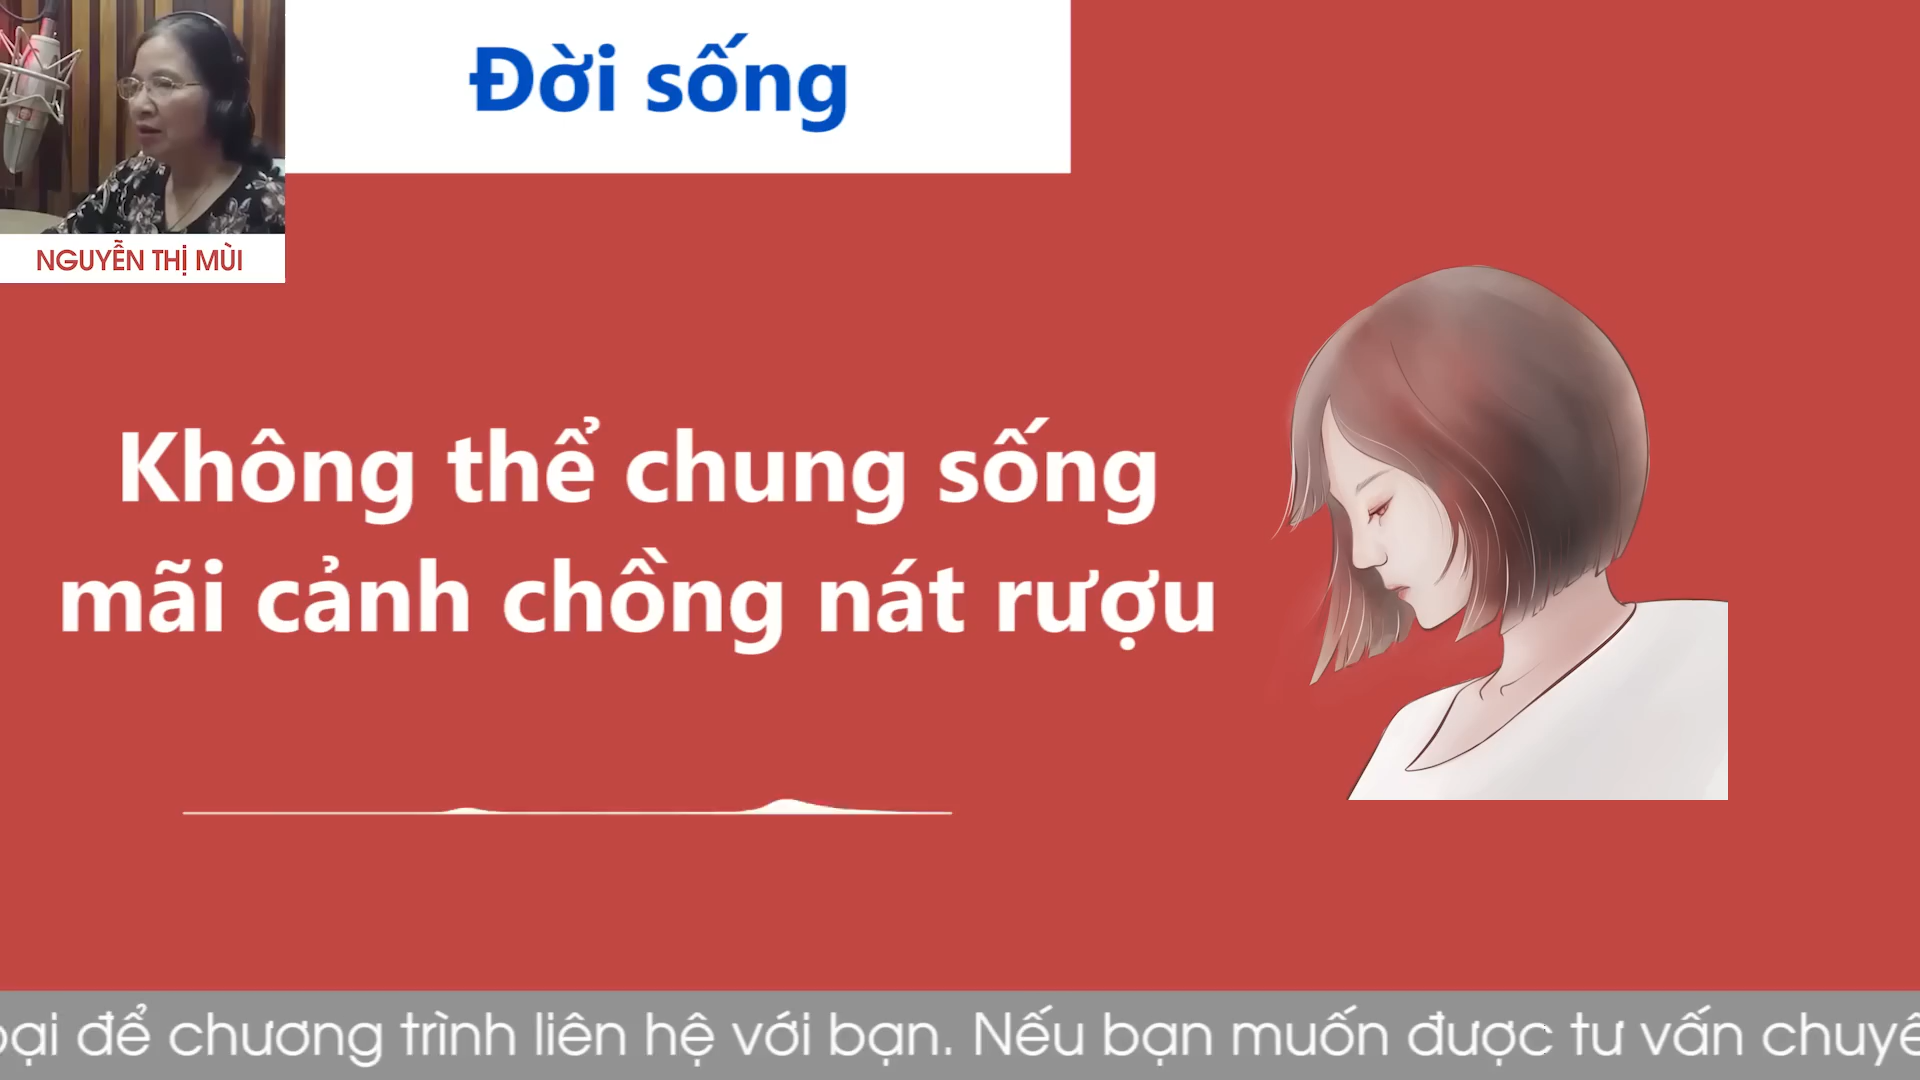 Đời sống
NGUYỄN THỊ MÙI
Không thể chung sống
mãi cảnh chồng nát rượu
để chương trình liên hệ với bạn. Nếu bạn muốn được tư vấn